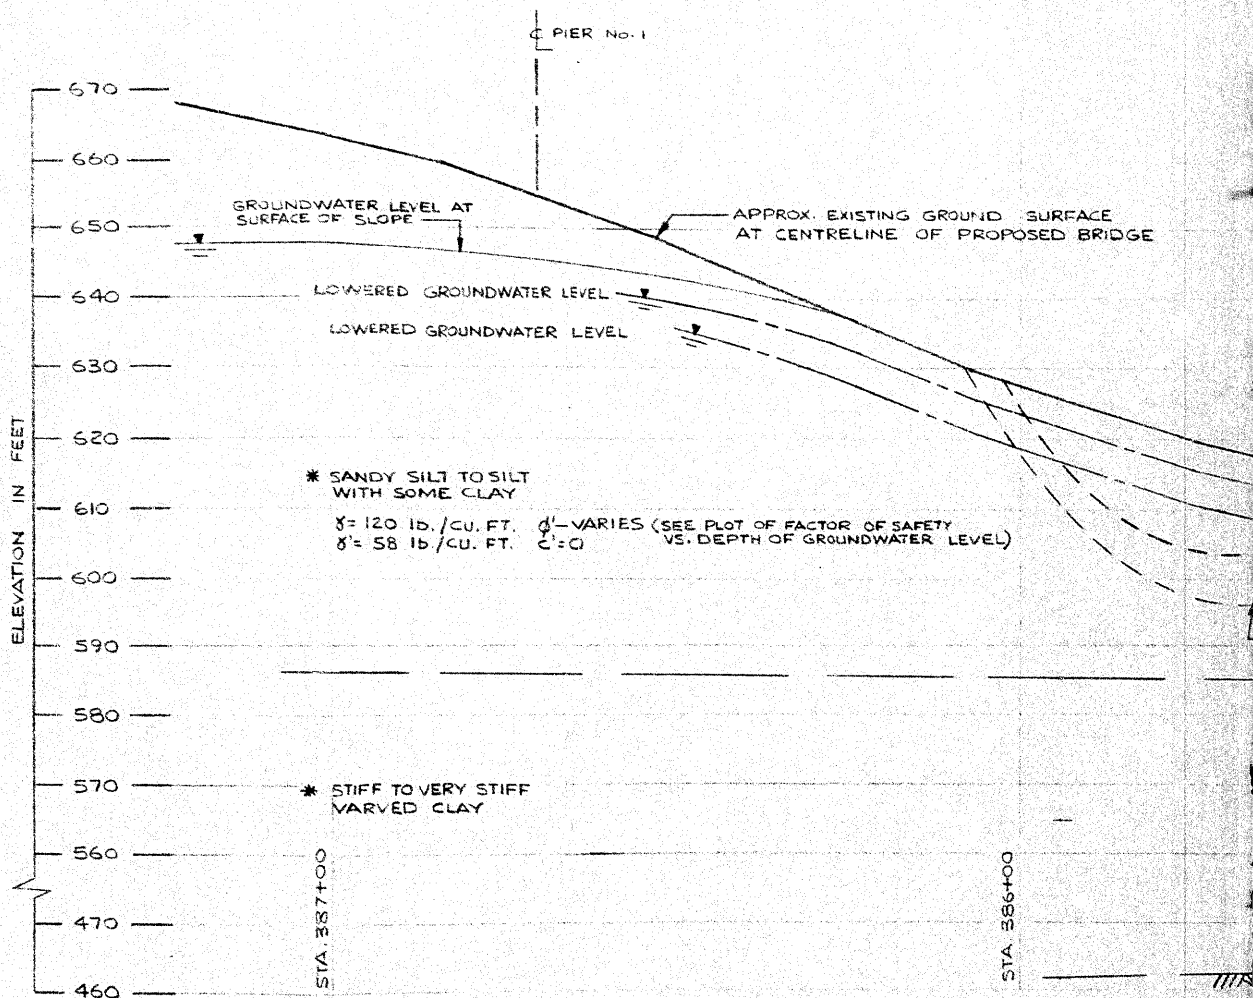 ℄ PIER No. 1
670
660
GROUNDWATER LEVEL AT
SURFACE OF SLOPE
650
APPROX. EXISTING GROUND SURFACE
AT CENTRELINE OF PROPOSED BRIDGE
640
LOWERED GROUNDWATER LEVEL
LOWERED GROUNDWATER LEVEL
630
620
ELEVATION IN FEET
* SANDY SILT TO SILT
WITH SOME CLAY
610
γ = 120 lb./CU. FT. ϕ' - VARIES (SEE PLOT OF FACTOR OF SAFETY
γ' = 58 lb./CU. FT. c' = 0 VS. DEPTH OF GROUNDWATER LEVEL)
600
590
580
570
* STIFF TO VERY STIFF
VARVED CLAY
560
STA. 387+00
STA. 386+00
470
460